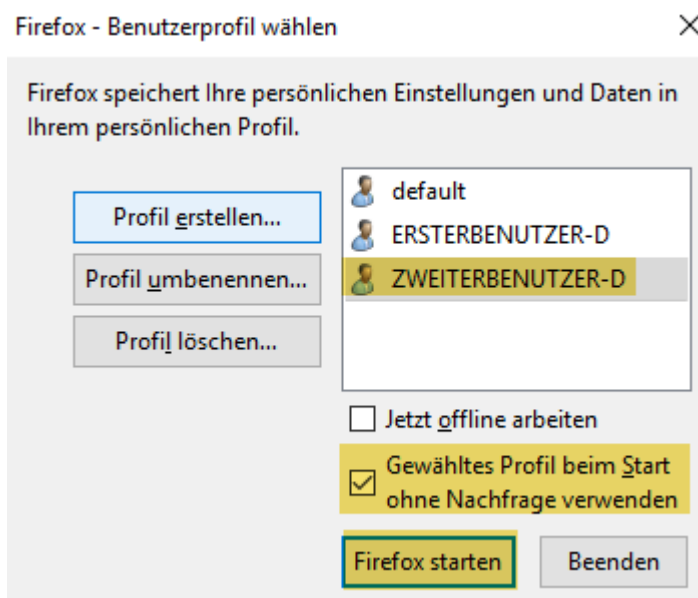 Firefox - Benutzerprofil wählen
Firefox speichert Ihre persönlichen Einstellungen und Daten in
Ihrem persönlichen Profil.
Profil erstellen...
Profil umbenennen...
Profil löschen...
default
ERSTERBENUTZER-D
ZWEITERBENUTZER-D
Jetzt offline arbeiten
Gewähltes Profil beim Start
ohne Nachfrage verwenden
Firefox starten
Beenden